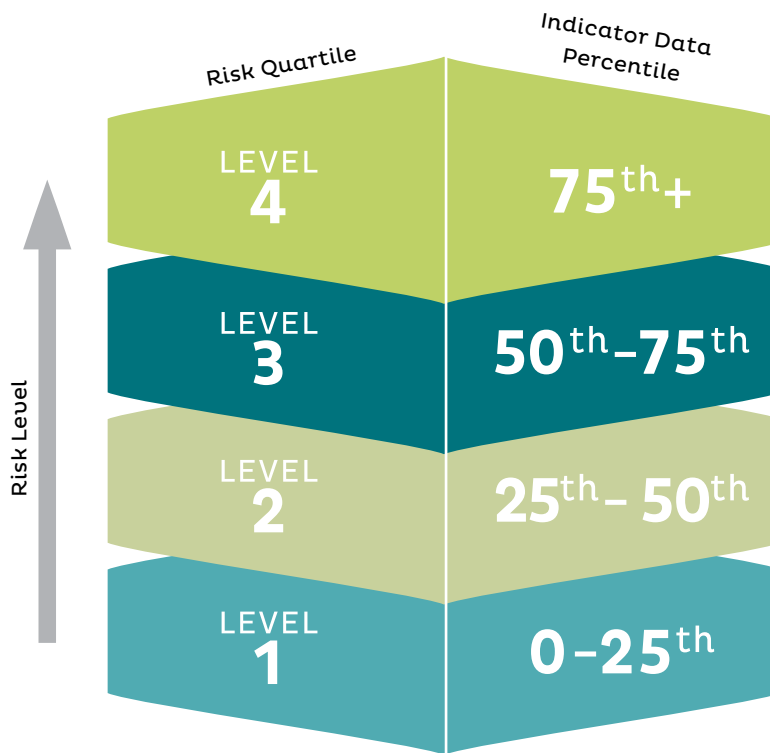 Risk Quartile
Indicator Data
Percentile
LEVEL
4
75th+
LEVEL
3
50th–75th
LEVEL
2
25th– 50th
LEVEL
1
0–25th
Risk Level